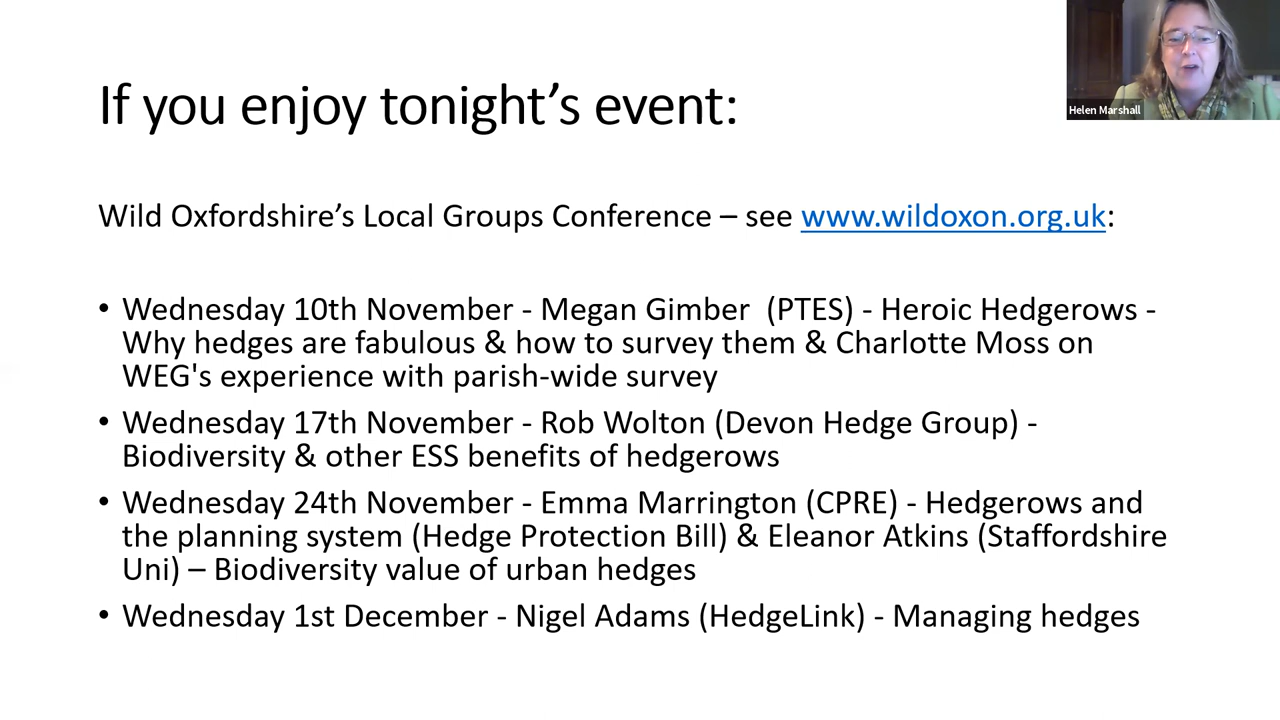 If you enjoy tonight’s event:
Helen Marshall
Wild Oxfordshire’s Local Groups Conference – see www.wildoxon.org.uk:
• Wednesday 10th November - Megan Gimber  (PTES) - Heroic Hedgerows -
Why hedges are fabulous & how to survey them & Charlotte Moss on
WEG's experience with parish-wide survey
• Wednesday 17th November - Rob Wolton (Devon Hedge Group) -
Biodiversity & other ESS benefits of hedgerows
• Wednesday 24th November - Emma Marrington (CPRE) - Hedgerows and
the planning system (Hedge Protection Bill) & Eleanor Atkins (Staffordshire
Uni) – Biodiversity value of urban hedges
• Wednesday 1st December - Nigel Adams (HedgeLink) - Managing hedges